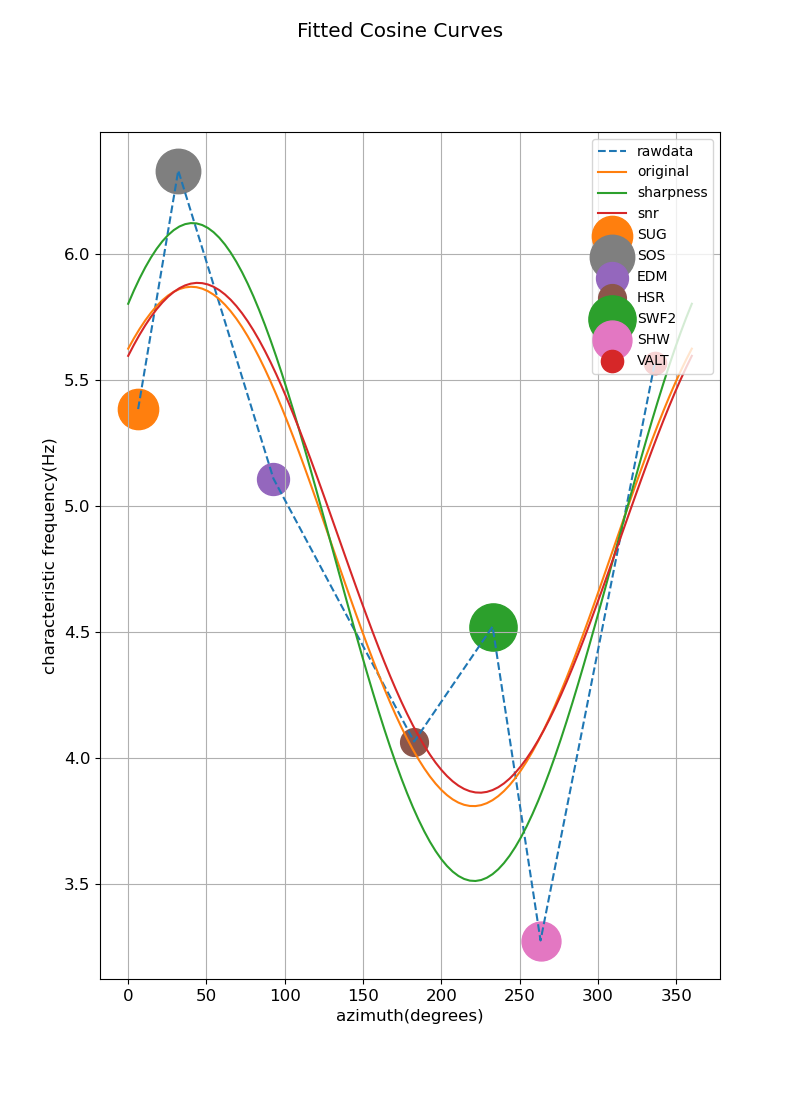 Fitted Cosine Curves
rawdata
original
sharpness
snr
SUG
SOS
EDM
HSR
SWF2
SHW
VALT
6.0
5.5
5.0
4.5
4.0
3.5
characteristic frequency(Hz)
0 50 100 150 200 250 300 350
azimuth(degrees)